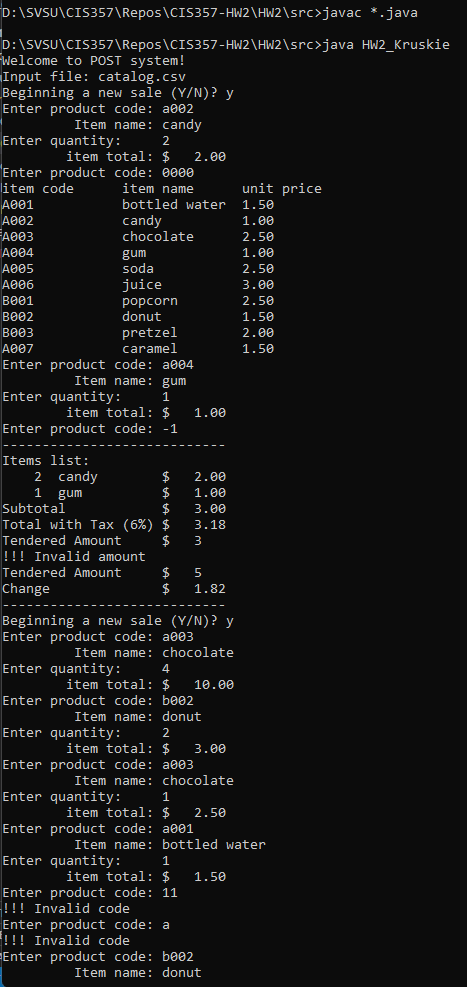 D:\SVSU\CIS357\Repos\CIS357-HW2\HW2\src>javac *.java
D:\SVSU\CIS357\Repos\CIS357-HW2\HW2\src>java HW2_Kruskie
Welcome to POST system!
Input file: catalog.csv
Beginning a new sale (Y/N)? y
Enter product code: a002
         Item name: candy
Enter quantity:     2
        item total: $   2.00
Enter product code: 0000
item code      item name      unit price
A001           bottled water  1.50
A002           candy          1.00
A003           chocolate      2.50
A004           gum            1.00
A005           soda           2.50
A006           juice          3.00
B001           popcorn        2.50
B002           donut          1.50
B003           pretzel        2.00
A007           caramel        1.50
Enter product code: a004
         Item name: gum
Enter quantity:     1
        item total: $   1.00
Enter product code: -1
----------------------------
Items list:
    2  candy        $   2.00
    1  gum          $   1.00
Subtotal            $   3.00
Total with Tax (6%) $   3.18
Tendered Amount     $   3
!!! Invalid amount
Tendered Amount     $   5
Change              $   1.82
----------------------------
Beginning a new sale (Y/N)? y
Enter product code: a003
         Item name: chocolate
Enter quantity:     4
        item total: $   10.00
Enter product code: b002
         Item name: donut
Enter quantity:     2
        item total: $   3.00
Enter product code: a003
         Item name: chocolate
Enter quantity:     1
        item total: $   2.50
Enter product code: a001
         Item name: bottled water
Enter quantity:     1
        item total: $   1.50
Enter product code: 11
!!! Invalid code
Enter product code: a
!!! Invalid code
Enter product code: b002
         Item name: donut